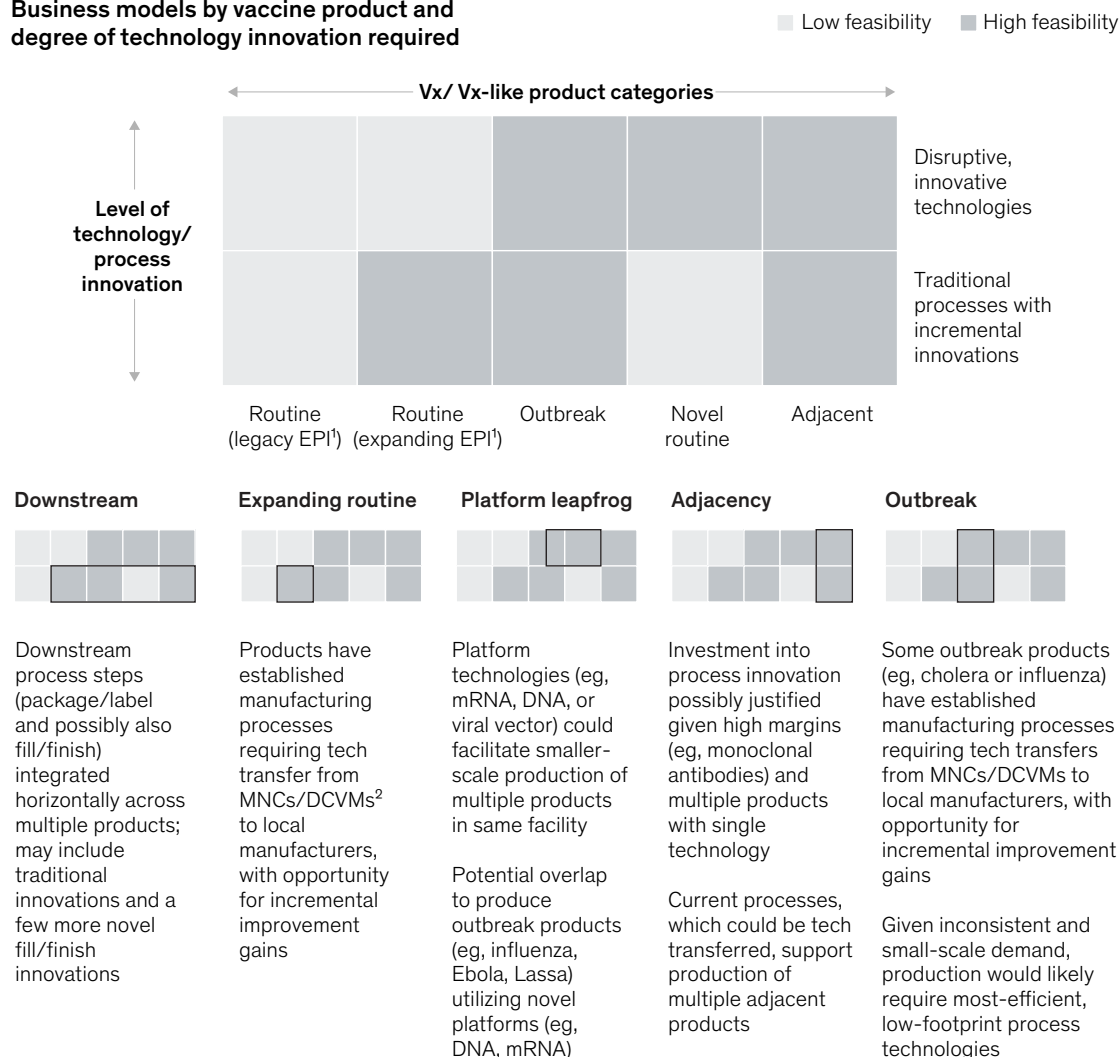 Business models by vaccine product and
degree of technology innovation required
Low feasibility
High feasibility
Vx/ Vx-like product categories
Level of
technology/
process
innovation
Disruptive,
innovative
technologies
Traditional
processes with
incremental
innovations
Routine
(legacy EPI¹)
Routine
(expanding EPI¹)
Outbreak
Novel
routine
Adjacent
Downstream
Downstream
process steps
(package/label
and possibly also
fill/finish)
integrated
horizontally across
multiple products;
may include
traditional
innovations and a
few more novel
fill/finish
innovations
Expanding routine
Products have
established
manufacturing
processes
requiring tech
transfer from
MNCs/DCVMs²
to local
manufacturers,
with opportunity
for incremental
improvement
gains
Platform leapfrog
Platform
technologies (eg,
mRNA, DNA, or
viral vector) could
facilitate smaller-
scale production of
multiple products
in same facility
Potential overlap
to produce
outbreak products
(eg, influenza,
Ebola, Lassa)
utilizing novel
platforms (eg,
DNA, mRNA)
Adjacency
Investment into
process innovation
possibly justified
given high margins
(eg, monoclonal
antibodies) and
multiple products
with single
technology
Current processes,
which could be tech
transferred, support
production of
multiple adjacent
products
Outbreak
Some outbreak products
(eg, cholera or influenza)
have established
manufacturing processes
requiring tech transfers
from MNCs/DCVMs to
local manufacturers, with
opportunity for
incremental improvement
gains
Given inconsistent and
small-scale demand,
production would likely
require most-efficient,
low-footprint process
technologies